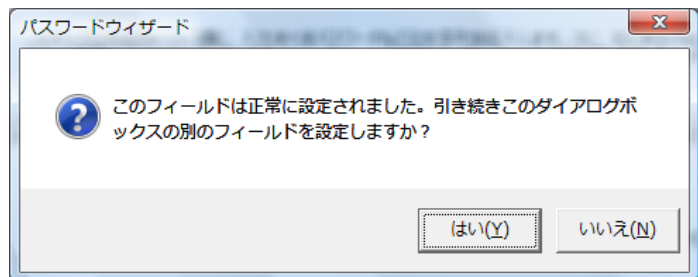 パスワードウィザード
このフィールドは正常に設定されました。引き続きこのダイアログボ
ックスの別のフィールドを設定しますか？
はい(Y)
いいえ(N)